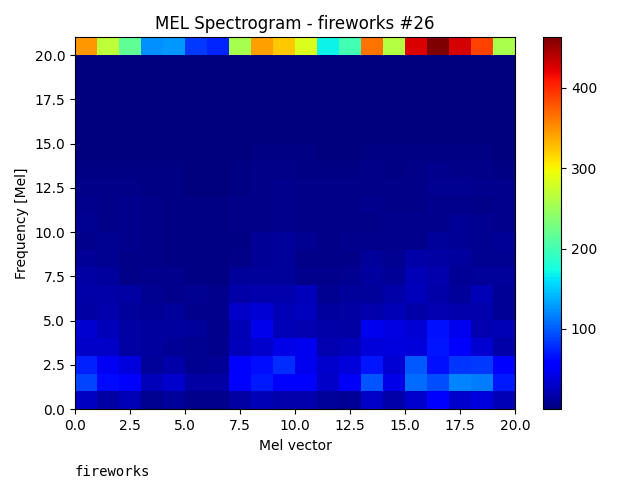 MEL Spectrogram - fireworks #26
20.0
17.5
15.0
12.5
10.0
7.5
5.0
2.5
0.0
Frequency [Mel]
0.0 2.5 5.0 7.5 10.0 12.5 15.0 17.5 20.0
Mel vector
400
300
200
100
fireworks